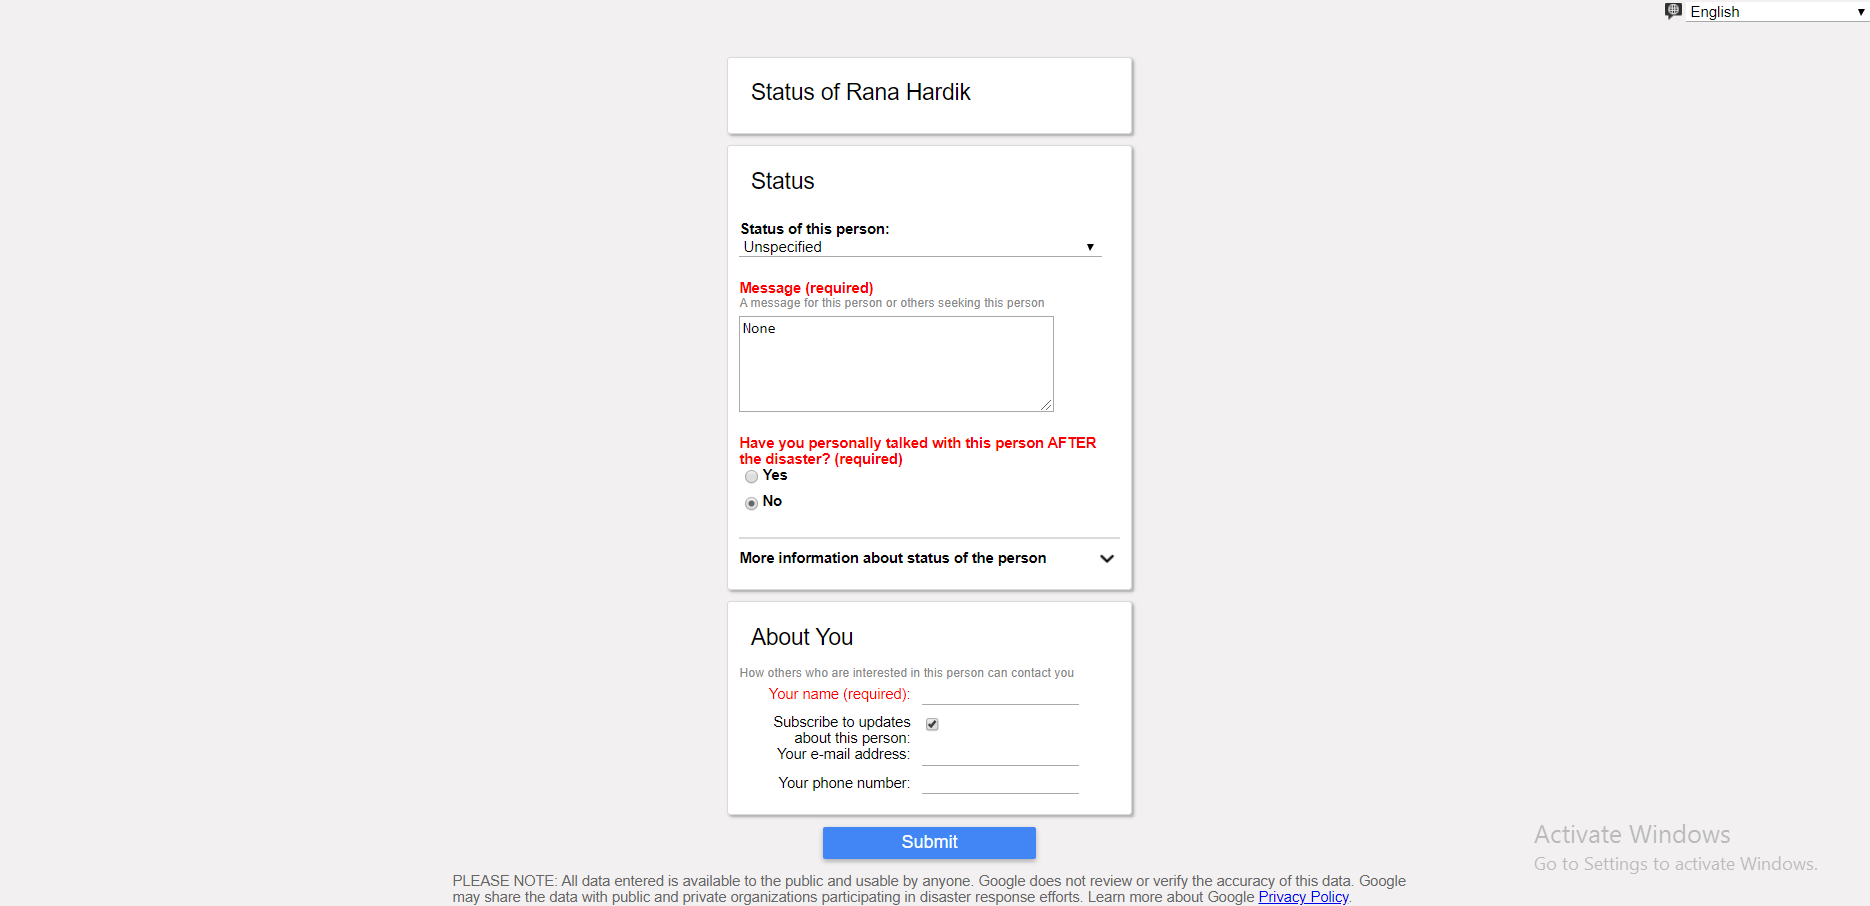 English
Status of Rana Hardik
Status
Status of this person:
Unspecified
Message (required)
A message for this person or others seeking this person
None
Have you personally talked with this person AFTER
the disaster? (required)
Yes
No
More information about status of the person
About You
How others who are interested in this person can contact you
Your name (required):
Subscribe to updates
about this person:
Your e-mail address:
Your phone number:
Submit
Activate Windows
Go to Settings to activate Windows.
PLEASE NOTE: All data entered is available to the public and usable by anyone. Google does not review or verify the accuracy of this data. Google
may share the data with public and private organizations participating in disaster response efforts. Learn more about Google Privacy Policy.